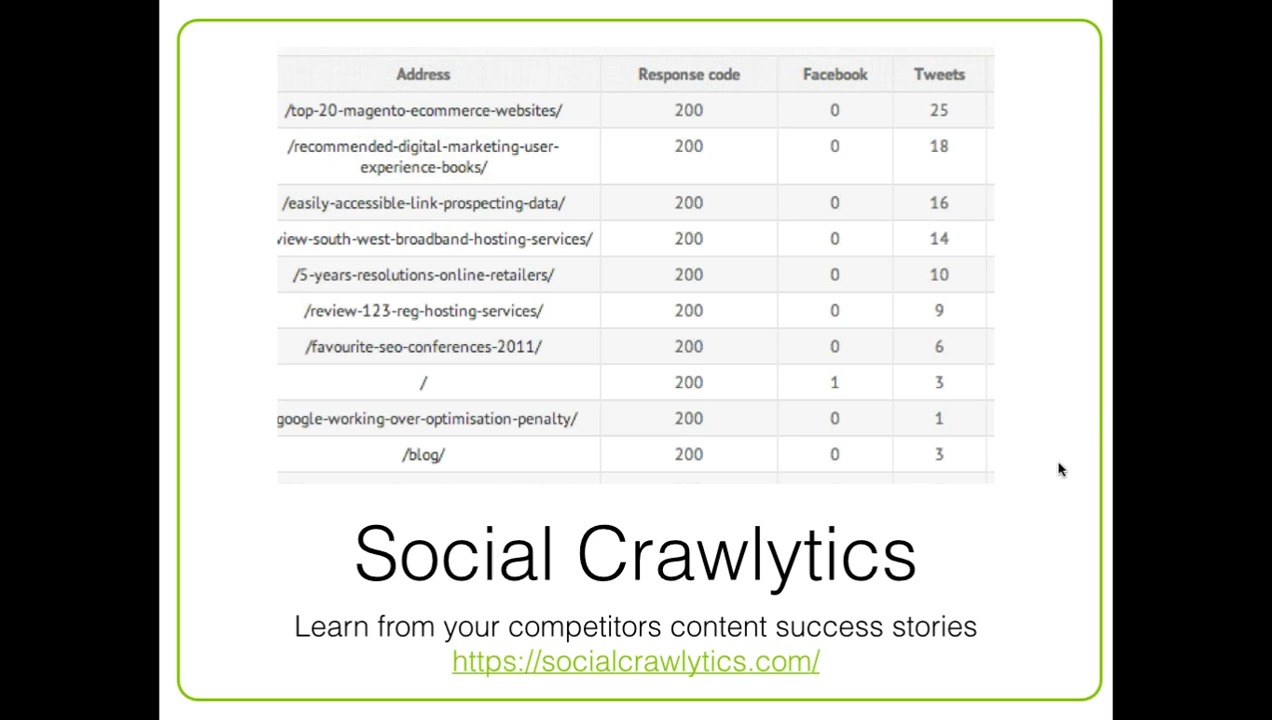 Address Response code Facebook Tweets
/top-20-magento-ecommerce-websites/ 200 0 25
/recommended-digital-marketing-user- 200 0 18
experience-books/
/easily-accessible-link-prospecting-data/ 200 0 16
view-south-west-broadband-hosting-services/ 200 0 14
/5-years-resolutions-online-retailers/ 200 0 10
/review-123-reg-hosting-services/ 200 0 9
/favourite-seo-conferences-2011/ 200 0 6
/ 200 1 3
google-working-over-optimisation-penalty/ 200 0 1
/blog/ 200 0 3
Social Crawlytics
Learn from your competitors content success stories
https://socialcrawlytics.com/